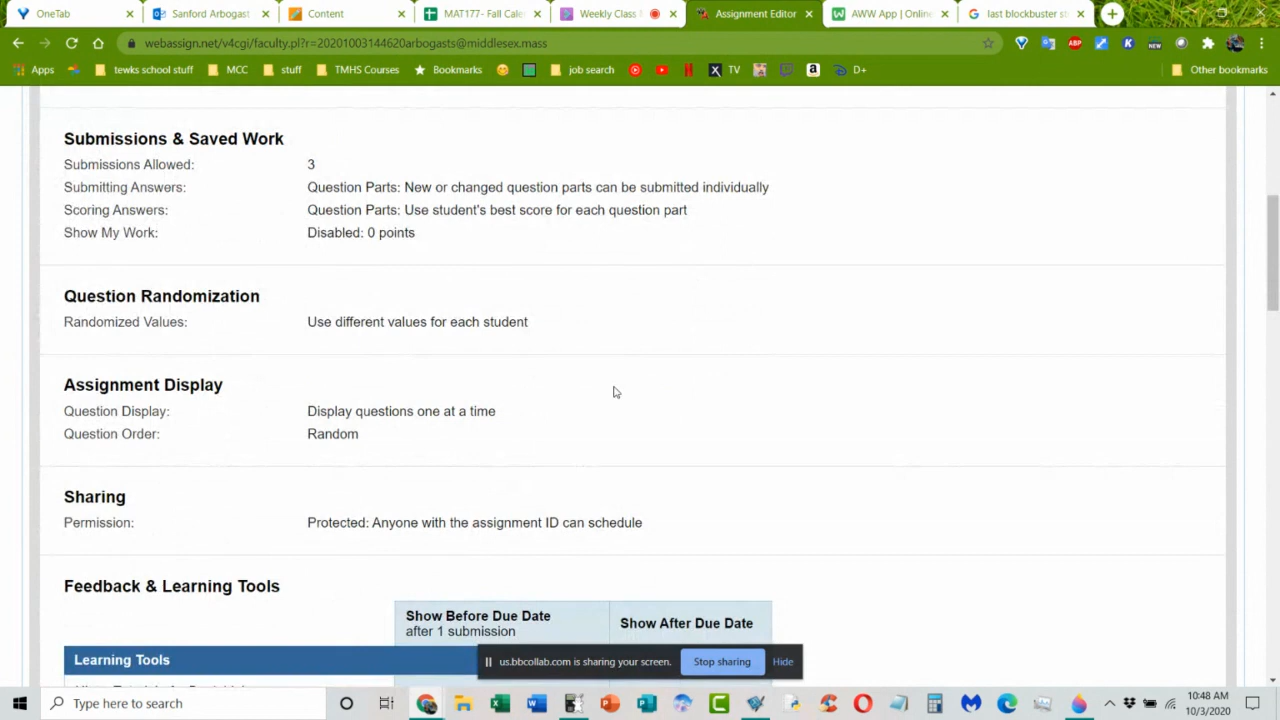 OneTab
Sanford Arbogast
Content
MAT177- Fall Cale
Weekly Class
Assignment Editor
AWW App | Online
last blockbuster st
webassign.net/v4cgi/faculty.pl?r=20201003144620arbogasts@middlesex.mass
Apps
tewks school stuff
MCC
stuff
TMHS Courses
Bookmarks
job search
TV
D+
Other bookmarks
Submissions & Saved Work
Submissions Allowed: 3
Submitting Answers: Question Parts: New or changed question parts can be submitted individually
Scoring Answers: Question Parts: Use student's best score for each question part
Show My Work: Disabled: 0 points
Question Randomization
Randomized Values: Use different values for each student
Assignment Display
Question Display: Display questions one at a time
Question Order: Random
Sharing
Permission: Protected: Anyone with the assignment ID can schedule
Feedback & Learning Tools
Show Before Due Date
after 1 submission
Show After Due Date
Learning Tools
us.bbcollab.com is sharing your screen.
Stop sharing
Hide
Type here to search
10:48 AM
10/3/2020